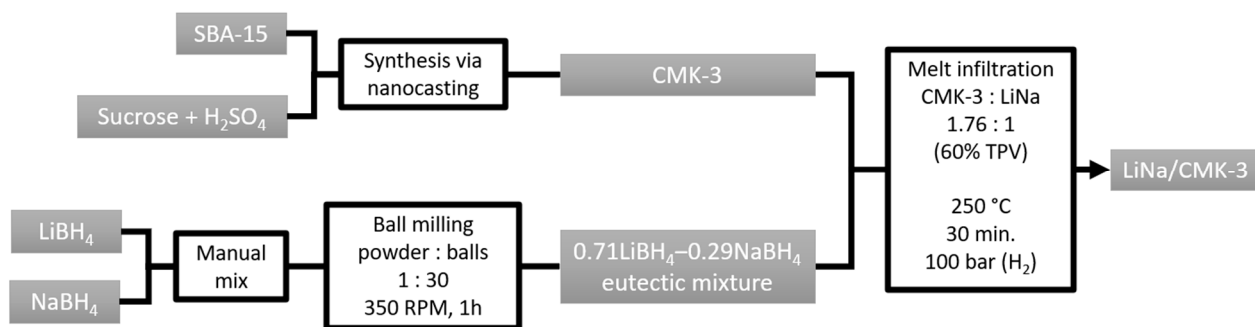 SBA-15
Sucrose + H₂SO₄
Synthesis via
nanocasting
CMK-3
LiBH₄
NaBH₄
Manual
mix
Ball milling
powder : balls
1 : 30
350 RPM, 1h
0.71LiBH₄–0.29NaBH₄
eutectic mixture
Melt infiltration
CMK-3 : LiNa
1.76 : 1
(60% TPV)
250 °C
30 min.
100 bar (H₂)
LiNa/CMK-3